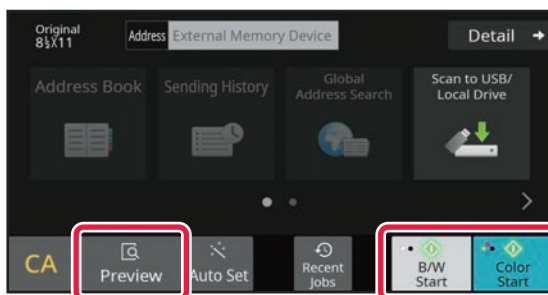 Original
8½X11
Address External Memory Device
Detail
Address Book
Sending History
Global
Address Search
Scan to USB/
Local Drive
CA
Preview
Auto Set
Recent
Jobs
B/W
Start
Color
Start